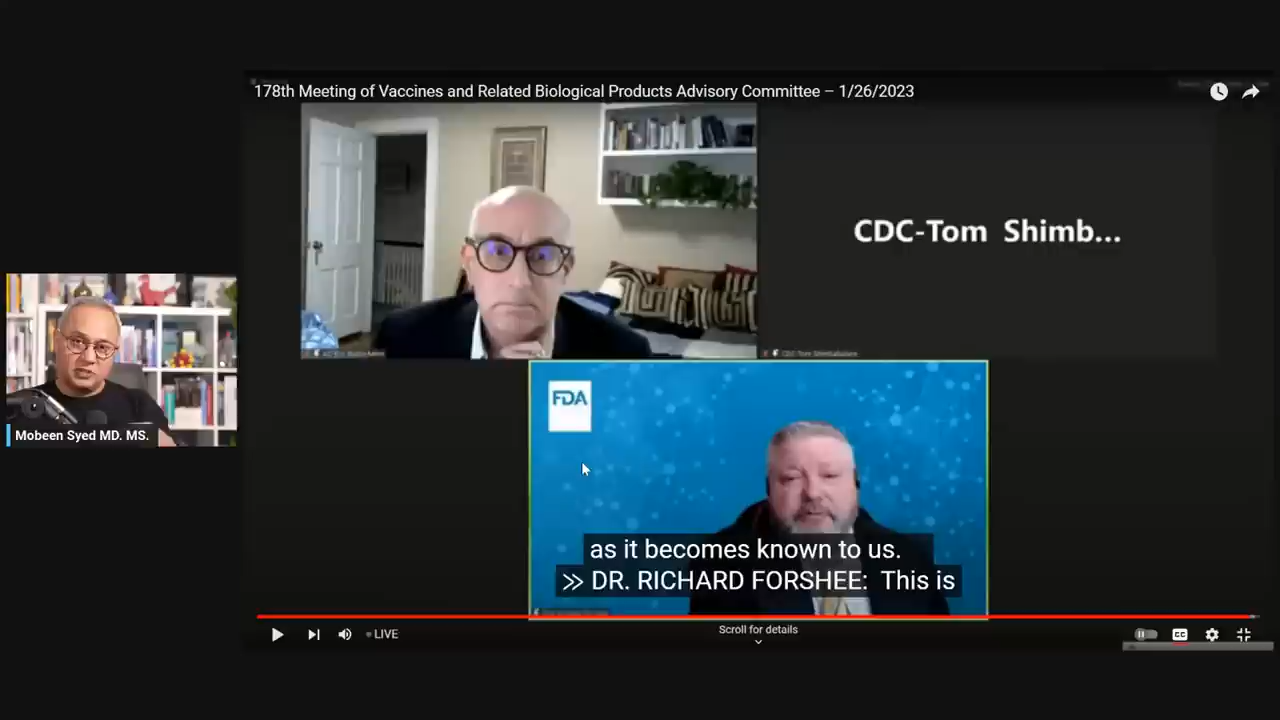 178th Meeting of Vaccines and Related Biological Products Advisory Committee – 1/26/2023
CDC-Tom Shimb...
Mobeen Syed MD. MS.
FDA
as it becomes known to us.
>> DR. RICHARD FORSHEE: This is
LIVE
Scroll for details
CC